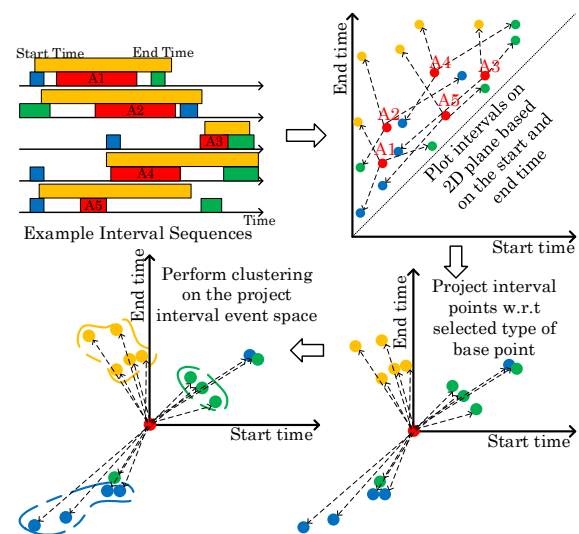 Start Time
End Time
A1
A2
A3
A4
A5
Time
Example Interval Sequences
End time
A4
A3
A2
A5
A1
Plot intervals on
2D plane based
on the start and
end time
Start time
End time
Perform clustering
on the project
interval event space
Start time
End time
Project interval
points w.r.t
selected type of
base point
Start time